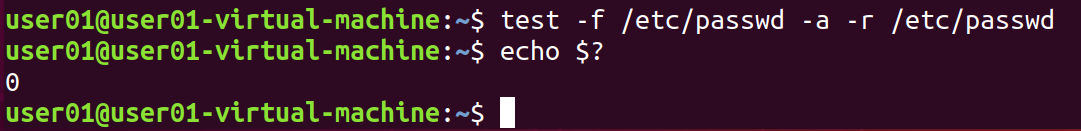 user01@user01-virtual-machine:~$ test -f /etc/passwd -a -r /etc/passwd
user01@user01-virtual-machine:~$ echo $?
0
user01@user01-virtual-machine:~$